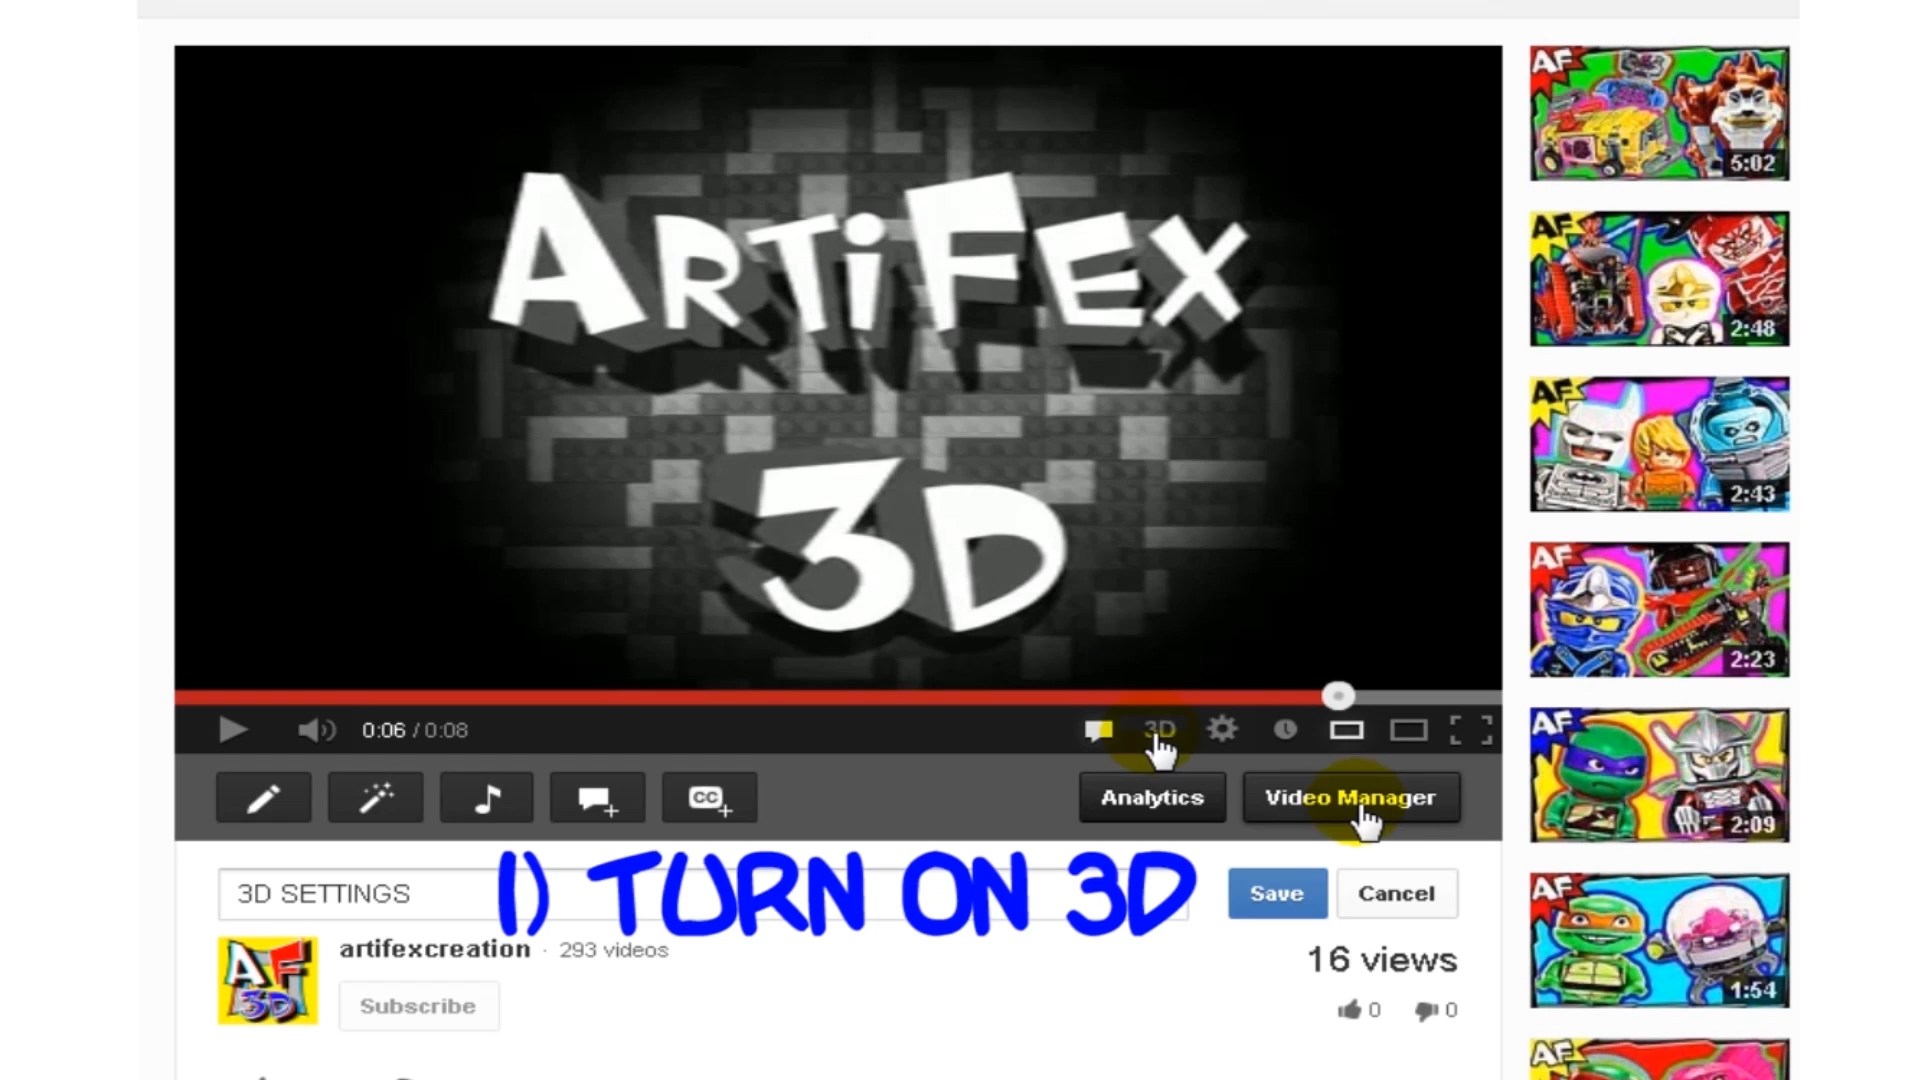 ARTIFEX
3D
0:06 / 0:08
3D
CC
Analytics
Video Manager
1) TURN ON 3D
3D SETTINGS
Save
Cancel
artifexcreation · 293 videos
Subscribe
16 views
0
0
AF
3D
AF
5:02
AF
2:48
AF
2:43
AF
2:23
AF
2:09
AF
1:54
AF